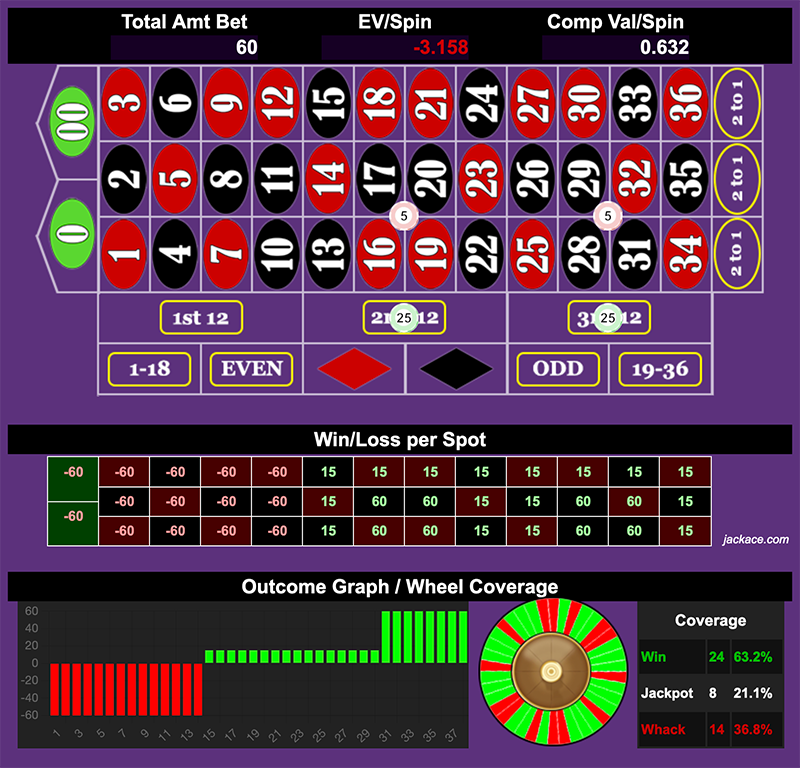 Total Amt Bet EV/Spin Comp Val/Spin
60 -3.158 0.632
00 3 6 9 12 15 18 21 24 27 30 33 36 2 to 1
2 5 8 11 14 17 20 23 26 29 32 35 2 to 1
5 5
0 1 4 7 10 13 16 19 22 25 28 31 34 2 to 1
1st 12 2n 25 12 3 25 12
1-18 EVEN ODD 19-36
Win/Loss per Spot
-60 -60 -60 -60 -60 15 15 15 15 15 15 15 15
-60 -60 -60 -60 15 60 60 15 15 60 60 15
-60 -60 -60 -60 -60 15 60 60 15 15 60 60 15
jackace.com
Outcome Graph / Wheel Coverage
60
40
20
0
-20
-40
-60
1 3 5 7 9 11 13 15 17 19 21 23 25 27 29 31 33 35 37
Coverage
Win 24 63.2%
Jackpot 8 21.1%
Whack 14 36.8%